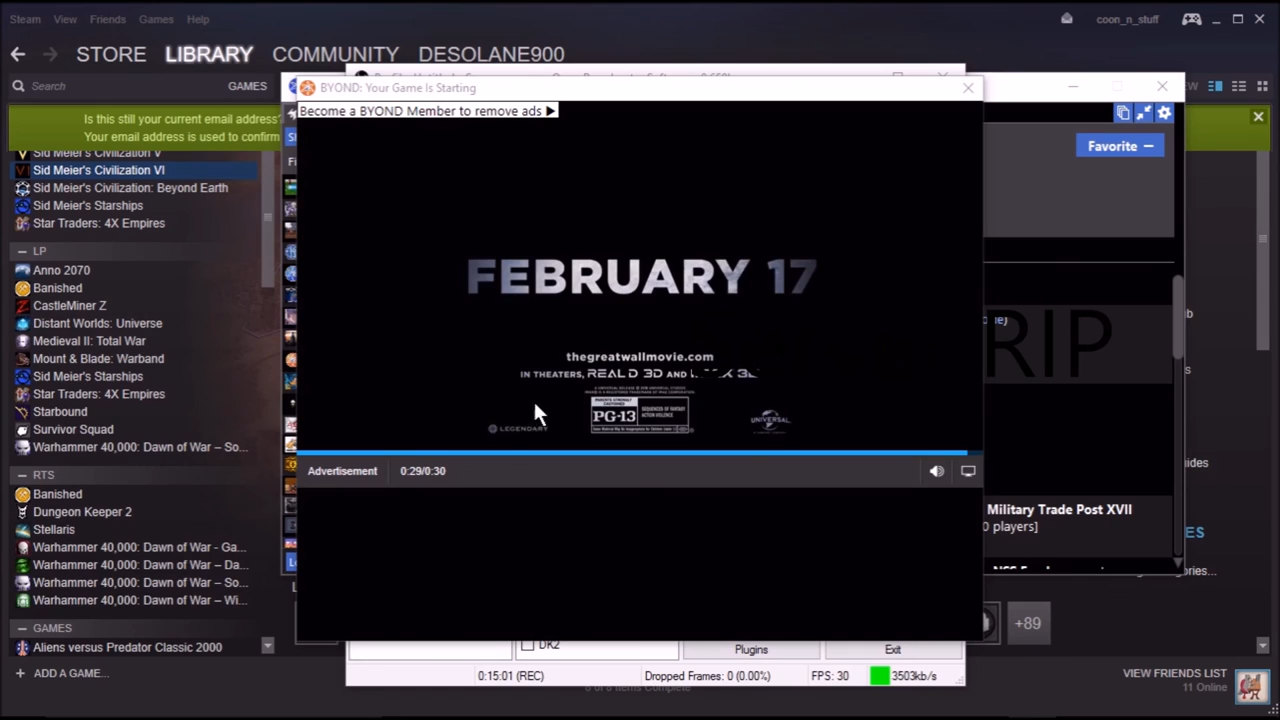 Steam View Friends Games Help
coon_n_stuff
STORE LIBRARY COMMUNITY DESOLANE900
Search GAMES
Is this still your current email address?
Your email address is used to confirm
Sid Meier's Civilization V
Sid Meier's Civilization VI
Sid Meier's Civilization: Beyond Earth
Sid Meier's Starships
Star Traders: 4X Empires
LP
Anno 2070
Banished
CastleMiner Z
Distant Worlds: Universe
Medieval II: Total War
Mount & Blade: Warband
Sid Meier's Starships
Star Traders: 4X Empires
Starbound
Survivor Squad
Warhammer 40,000: Dawn of War – So...
RTS
Banished
Dungeon Keeper 2
Stellaris
Warhammer 40,000: Dawn of War - Ga...
Warhammer 40,000: Dawn of War – Da...
Warhammer 40,000: Dawn of War – So...
Warhammer 40,000: Dawn of War – Wi...
GAMES
Aliens versus Predator Classic 2000
+ ADD A GAME...
BYOND: Your Game Is Starting
Become a BYOND Member to remove ads ▶
FEBRUARY 17
thegreatwallmovie.com
IN THEATERS, REAL D 3D AND
PG-13
SEQUENCES OF FANTASY
ACTION VIOLENCE
LEGENDARY
UNIVERSAL
Advertisement 0:29/0:30
Favorite −
RIP
Military Trade Post XVII
players]
+89
DK2
Plugins
Exit
0:15:01 (REC) Dropped Frames: 0 (0.00%) FPS: 30 3503kb/s
VIEW FRIENDS LIST
11 Online